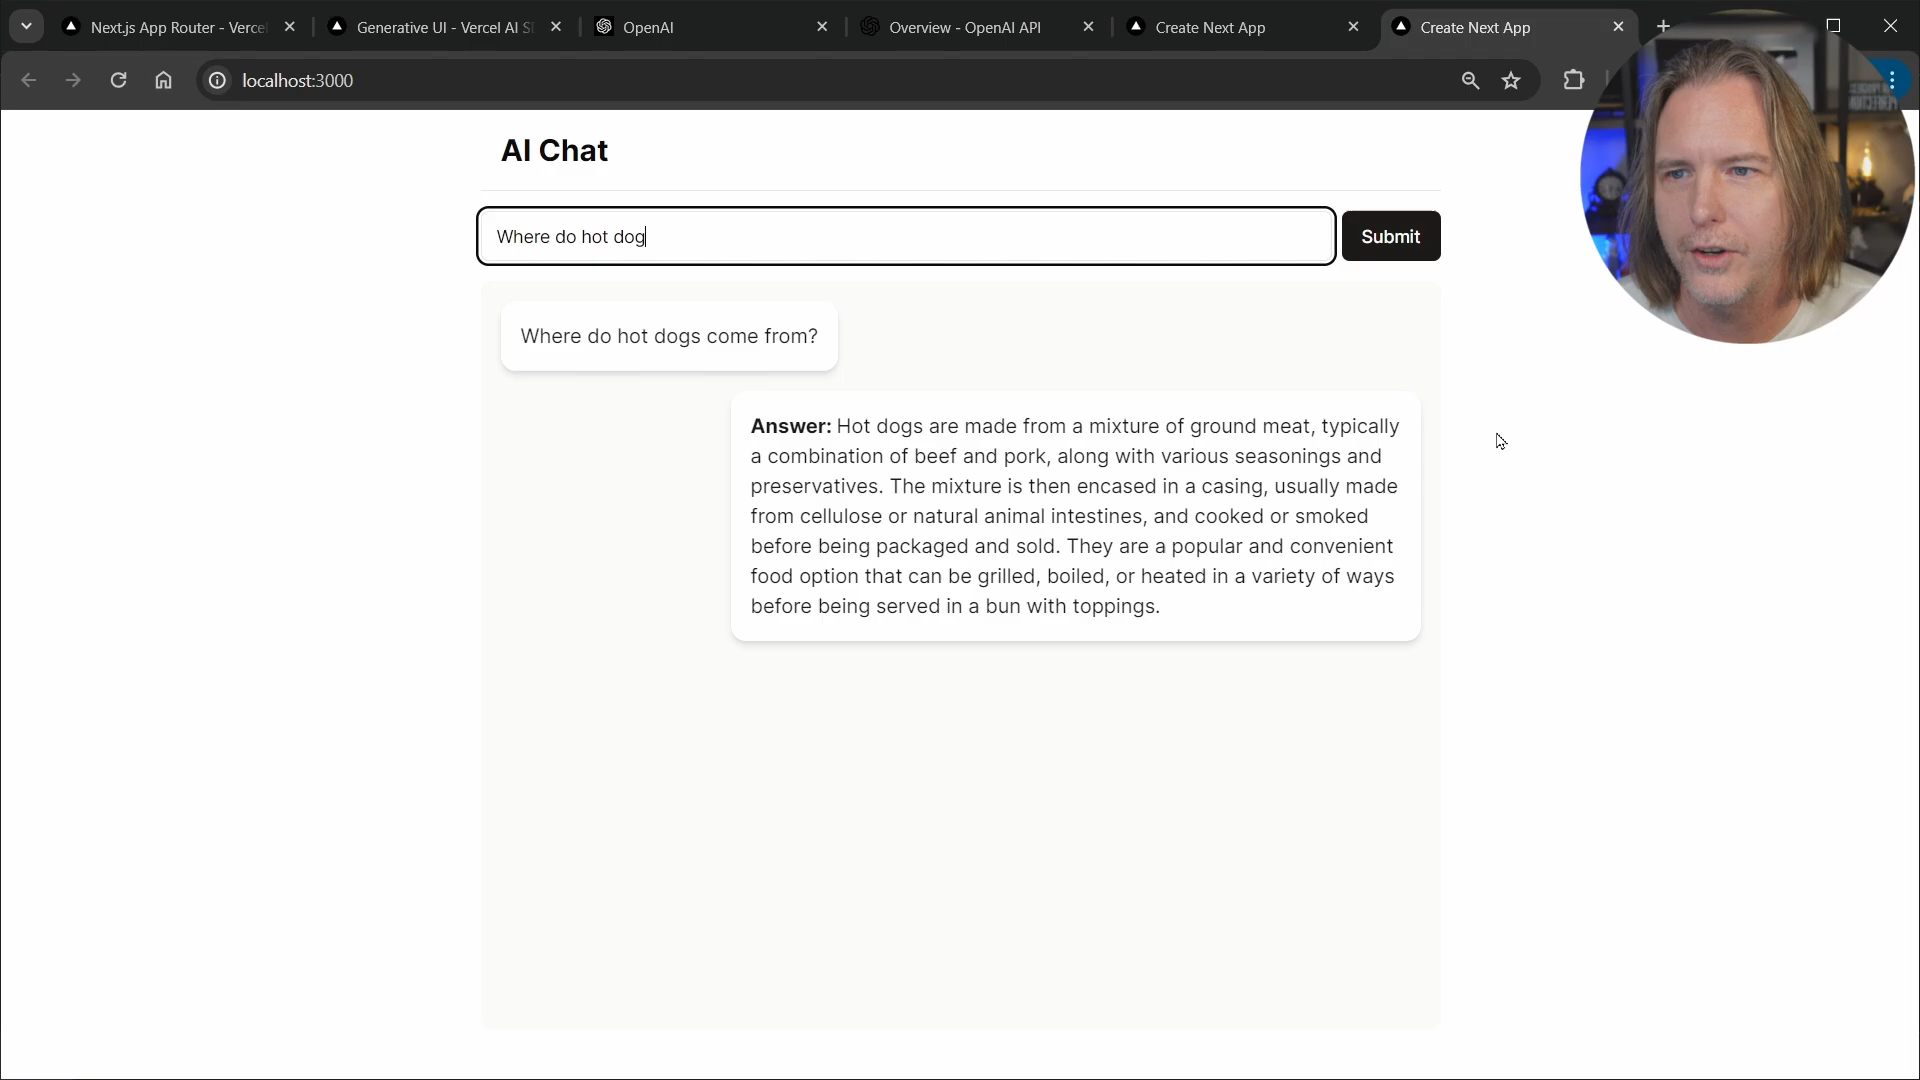 Next.js App Router - Verce
Generative UI - Vercel AI S
OpenAI
Overview - OpenAI API
Create Next App
Create Next App
localhost:3000
AI Chat
Where do hot dog
Submit
Where do hot dogs come from?
Answer: Hot dogs are made from a mixture of ground meat, typically
a combination of beef and pork, along with various seasonings and
preservatives. The mixture is then encased in a casing, usually made
from cellulose or natural animal intestines, and cooked or smoked
before being packaged and sold. They are a popular and convenient
food option that can be grilled, boiled, or heated in a variety of ways
before being served in a bun with toppings.